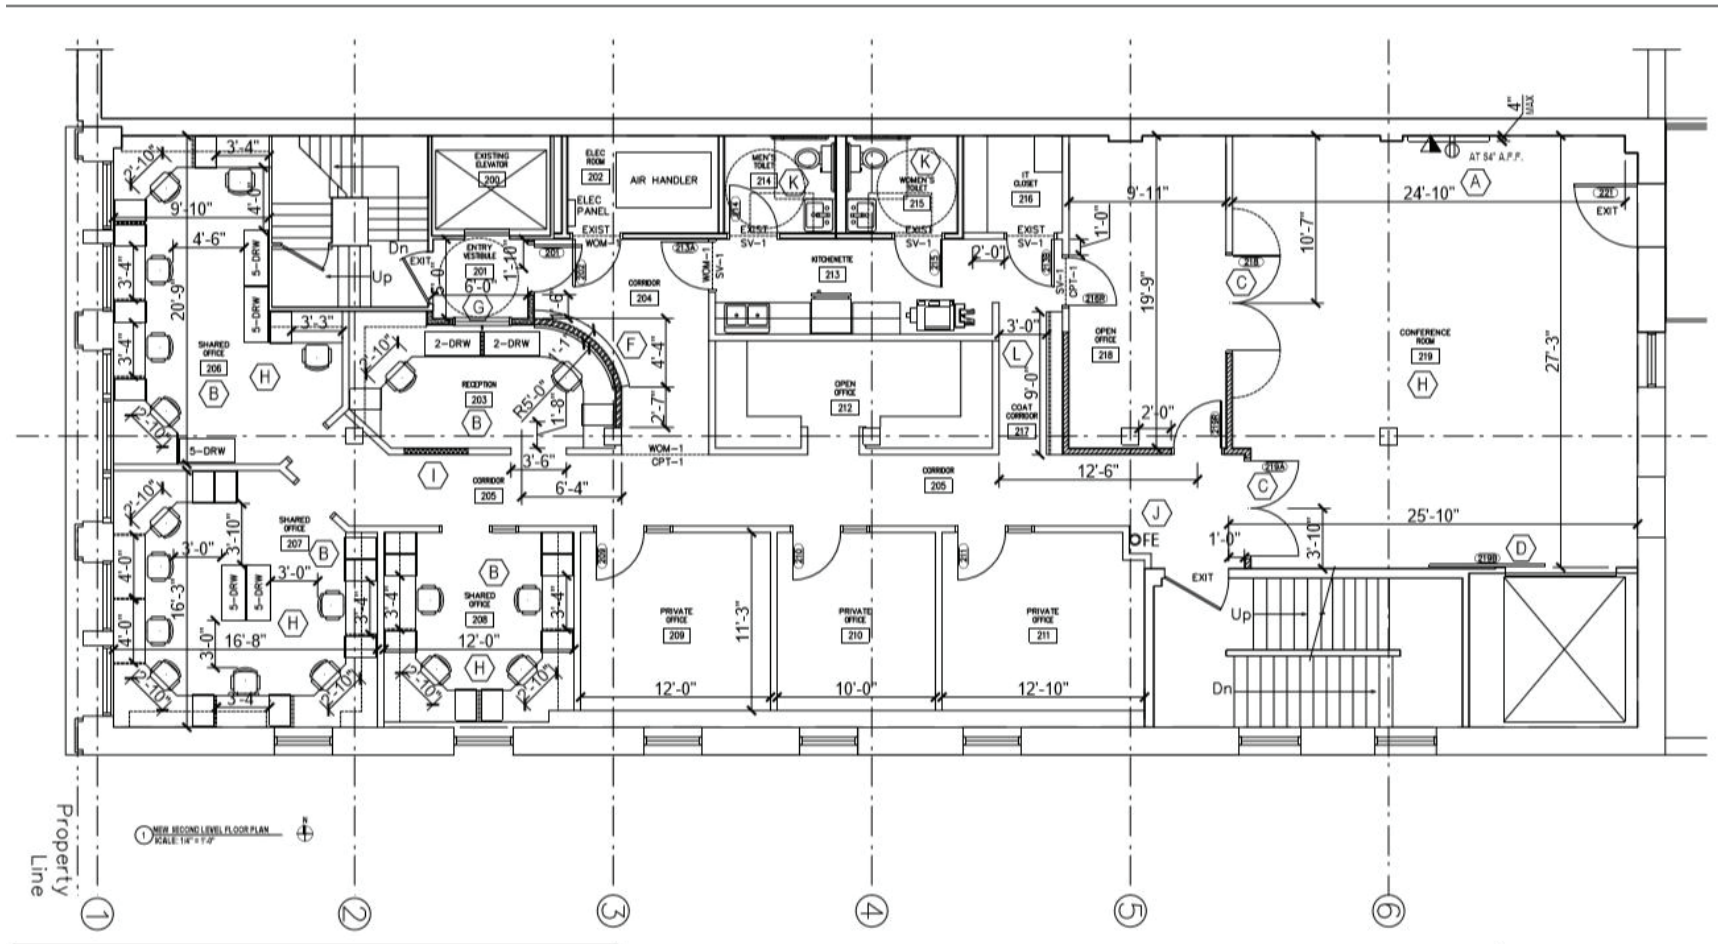 4"
MAX
AT 54" A.F.F.
A
EXISTING
ELEVATOR
200
ELEC
ROOM
202
AIR HANDLER
ELEC
PANEL
MEN'S
TOILET
214
K
WOMEN'S
TOILET
215
K
IT
CLOSET
216
9'-11"
24'-10"
221
EXIT
3'-4"
2'-10"
4'-0"
9'-10"
4'-6"
5-DRW
5-DRW
3'-4"
3'-4"
20'-9"
3'-3"
2'-10"
5-DRW
SHARED
OFFICE
206
B
H
Dn
EXIT
Up
ENTRY
VESTIBULE
201
6'-0"
1'-10"
G
201
202
EXIST
WOM-1
CORRIDOR
204
213A
WOM-1
SV-1
214
EXIST
SV-1
KITCHENETTE
213
EXIST
SV-1
215
2'-0"
EXIST
SV-1
213B
SV-1
CPT-1
1'-0"
19'-9"
10'-7"
218
C
2-DRW
2-DRW
2'-10"
RECEPTION
203
B
R5'-0"
1'-8"
F
4'-4"
2'-7"
OPEN
OFFICE
212
3'-0"
L
9'-0"
COAT
CORRIDOR
217
OPEN
OFFICE
218
2'-0"
CONFERENCE
ROOM
219
H
27'-3"
WOM-1
CPT-1
3'-6"
6'-4"
I
CORRIDOR
205
CORRIDOR
205
12'-6"
219A
C
J
FE
25'-10"
1'-0"
3'-10"
D
219B
EXIT
2'-10"
SHARED
OFFICE
207
B
3'-10"
3'-0"
4'-0"
4'-0"
5-DRW
5-DRW
3'-0"
16'-3"
3'-0"
16'-8"
H
3'-4"
2'-10"
3'-4"
2'-10"
B
SHARED
OFFICE
208
3'-4"
3'-4"
12'-0"
H
2'-10"
2'-10"
209
PRIVATE
OFFICE
209
11'-3"
12'-0"
210
PRIVATE
OFFICE
210
10'-0"
211
PRIVATE
OFFICE
211
12'-10"
Up
Dn
1
NEW SECOND LEVEL FLOOR PLAN
SCALE: 1/4" = 1'-0"
N
Property
Line
1
2
3
4
5
6